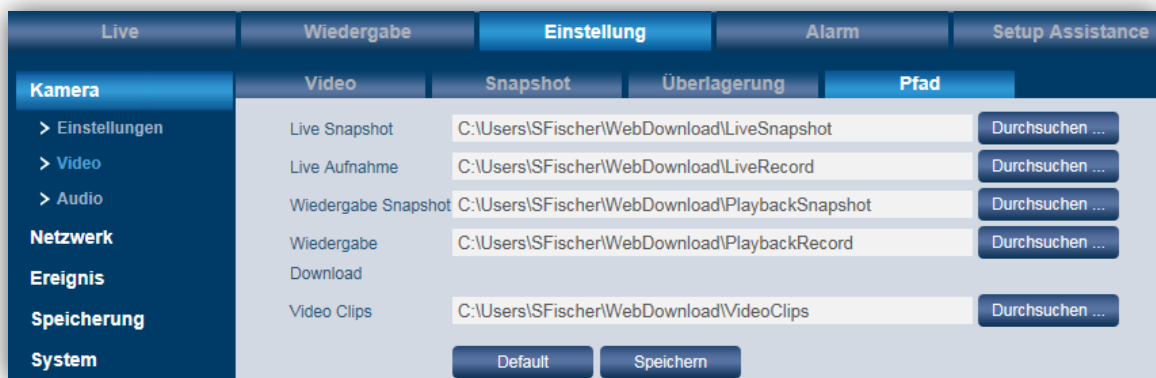 Live Wiedergabe Einstellung Alarm Setup Assistance
Kamera Video Snapshot Überlagerung Pfad
> Einstellungen Live Snapshot C:\Users\SFischer\WebDownload\LiveSnapshot Durchsuchen ...
> Video Live Aufnahme C:\Users\SFischer\WebDownload\LiveRecord Durchsuchen ...
> Audio Wiedergabe Snapshot C:\Users\SFischer\WebDownload\PlaybackSnapshot Durchsuchen ...
Netzwerk Wiedergabe C:\Users\SFischer\WebDownload\PlaybackRecord Durchsuchen ...
Ereignis Download
Speicherung Video Clips C:\Users\SFischer\WebDownload\VideoClips Durchsuchen ...
System Default Speichern